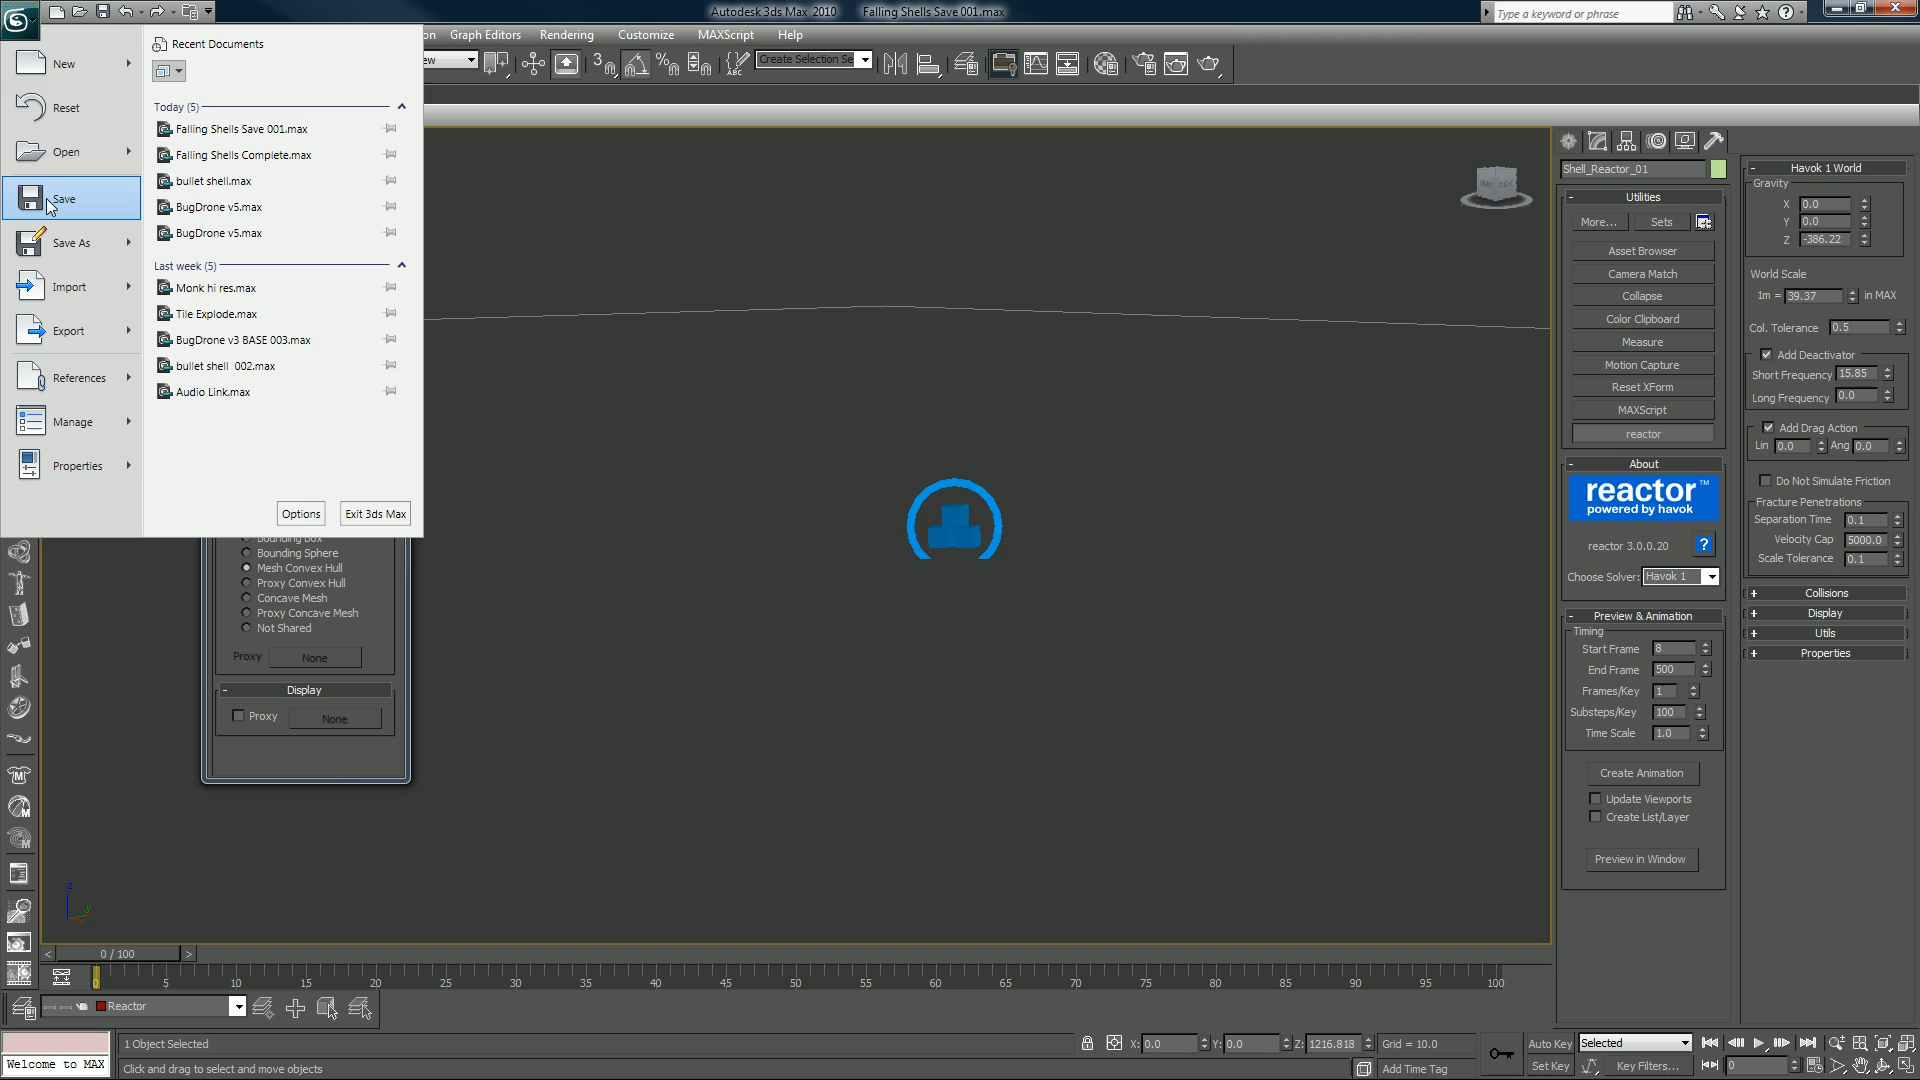 Autodesk 3ds Max 2010 Falling Shells Save 001.max
Type a keyword or phrase
on Graph Editors Rendering Customize MAXScript Help
ew
Create Selection Se
New
Reset
Open
Save
Save As
Import
Export
References
Manage
Properties
Recent Documents
Today (5)
Falling Shells Save 001.max
Falling Shells Complete.max
bullet shell.max
BugDrone v5.max
BugDrone v5.max
Last week (5)
Monk hi res.max
Tile Explode.max
BugDrone v3 BASE 003.max
bullet shell 002.max
Audio Link.max
Options Exit 3ds Max
Bounding Box
Bounding Sphere
Mesh Convex Hull
Proxy Convex Hull
Concave Mesh
Proxy Concave Mesh
Not Shared
Proxy None
- Display
Proxy None
z
y
Shell_Reactor_01
- Utilities
More... Sets
Asset Browser
Camera Match
Collapse
Color Clipboard
Measure
Motion Capture
Reset XForm
MAXScript
reactor
- About
reactor™
powered by havok
reactor 3.0.0.20 ?
Choose Solver: Havok 1
- Preview & Animation
Timing
Start Frame 8
End Frame 500
Frames/Key 1
Substeps/Key 100
Time Scale 1.0
Create Animation
Update Viewports
Create List/Layer
Preview in Window
- Havok 1 World
Gravity
X 0.0
Y 0.0
Z -386.22
World Scale
1m = 39.37 in MAX
Col. Tolerance 0.5
Add Deactivator
Short Frequency 15.85
Long Frequency 0.0
Add Drag Action
Lin 0.0 Ang 0.0
Do Not Simulate Friction
Fracture Penetrations
Separation Time 0.1
Velocity Cap 5000.0
Scale Tolerance 0.1
+ Collisions
+ Display
+ Utils
+ Properties
< 0 / 100 >
0 5 10 15 20 25 30 35 40 45 50 55 60 65 70 75 80 85 90 95 100
Reactor
1 Object Selected
X: 0.0 Y: 0.0 Z: 1216.818 Grid = 10.0
Auto Key Selected
Welcome to MAX
Click and drag to select and move objects
Add Time Tag
Set Key Key Filters... 0